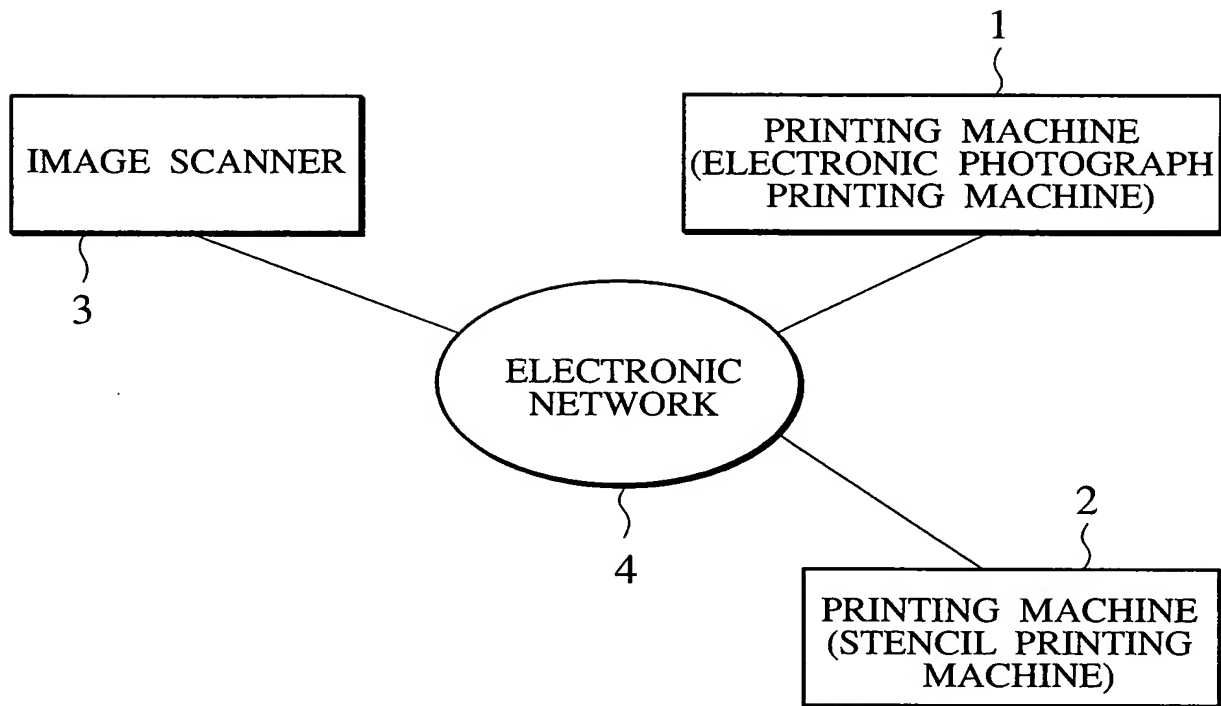 1
IMAGE SCANNER
PRINTING MACHINE
(ELECTRONIC PHOTOGRAPH
PRINTING MACHINE)
3
ELECTRONIC
NETWORK
4
2
PRINTING MACHINE
(STENCIL PRINTING
MACHINE)